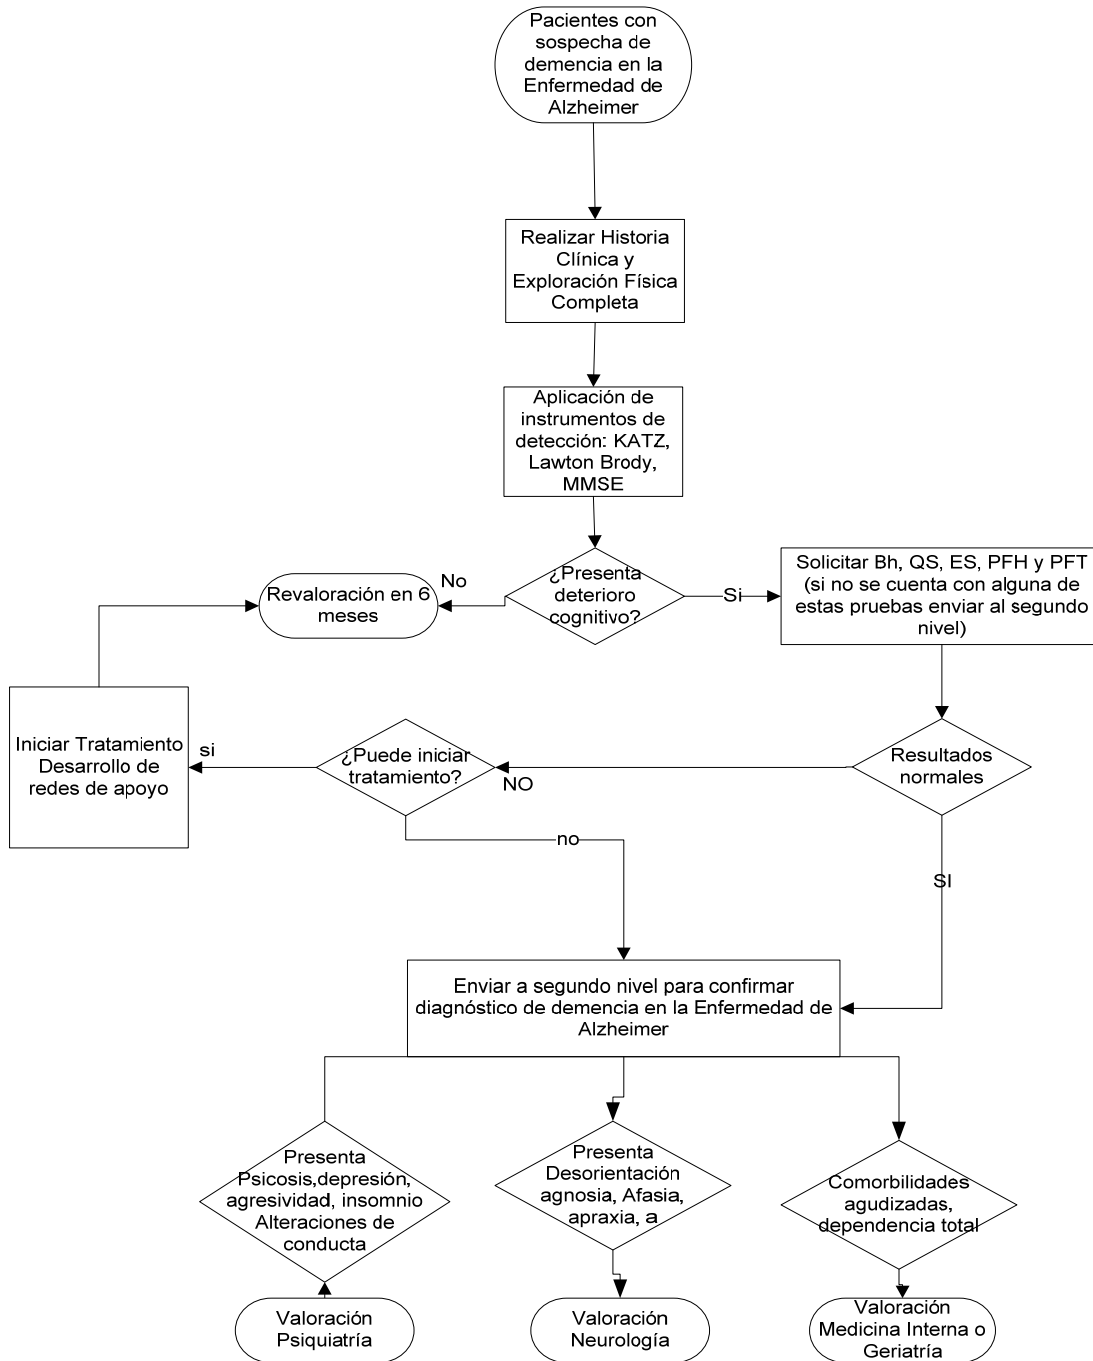 Pacientes con
sospecha de
demencia en la
Enfermedad de
Alzheimer
Realizar Historia
Clínica y
Exploración Física
Completa
Aplicación de
instrumentos de
detección: KATZ,
Lawton Brody,
MMSE
¿Presenta
deterioro
cognitivo?
No
Revaloración en 6
meses
Si
Solicitar Bh, QS, ES, PFH y PFT
(si no se cuenta con alguna de
estas pruebas enviar al segundo
nivel)
Resultados
normales
NO
¿Puede iniciar
tratamiento?
si
Iniciar Tratamiento
Desarrollo de
redes de apoyo
no
SI
Enviar a segundo nivel para confirmar
diagnóstico de demencia en la Enfermedad de
Alzheimer
Presenta
Psicosis,depresión,
agresividad, insomnio
Alteraciones de
conducta
Presenta
Desorientación
agnosia, Afasia,
apraxia, a
Comorbilidades
agudizadas,
dependencia total
Valoración
Psiquiatría
Valoración
Neurología
Valoración
Medicina Interna o
Geriatría